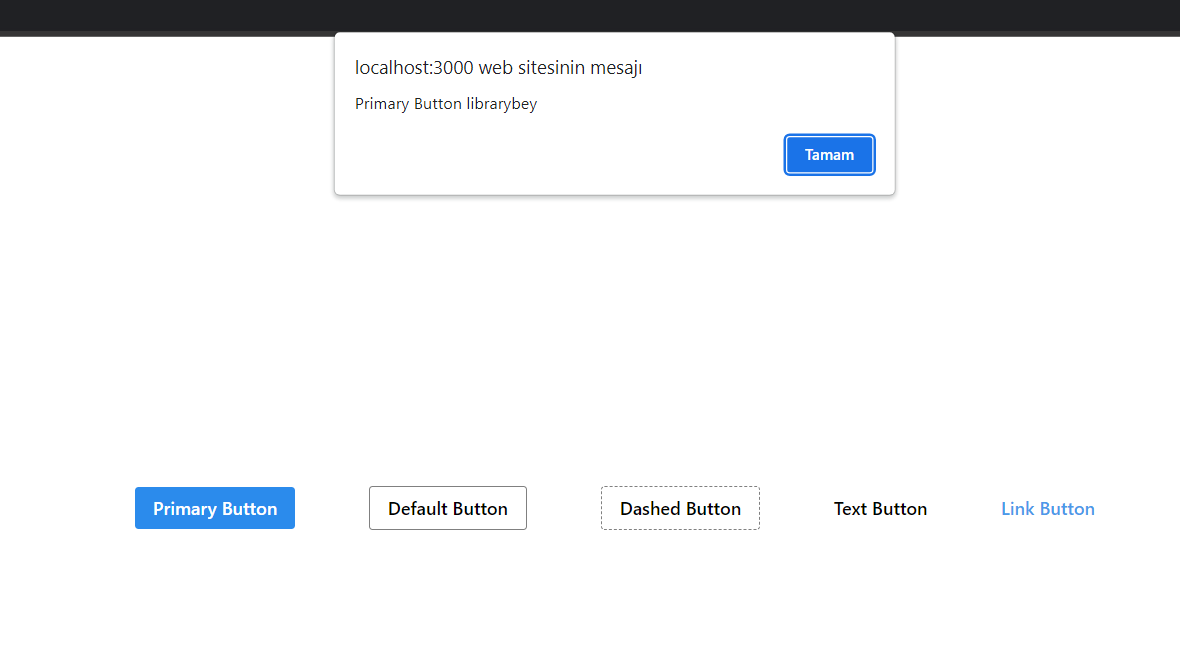 localhost:3000 web sitesinin mesajı
Primary Button librarybey
Tamam
Primary Button Default Button Dashed Button Text Button Link Button